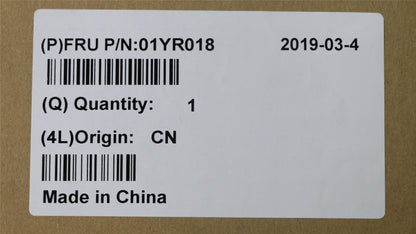 (P)FRU P/N:01YR018 2019-03-4
(Q) Quantity: 1
(4L)Origin: CN
Made in China